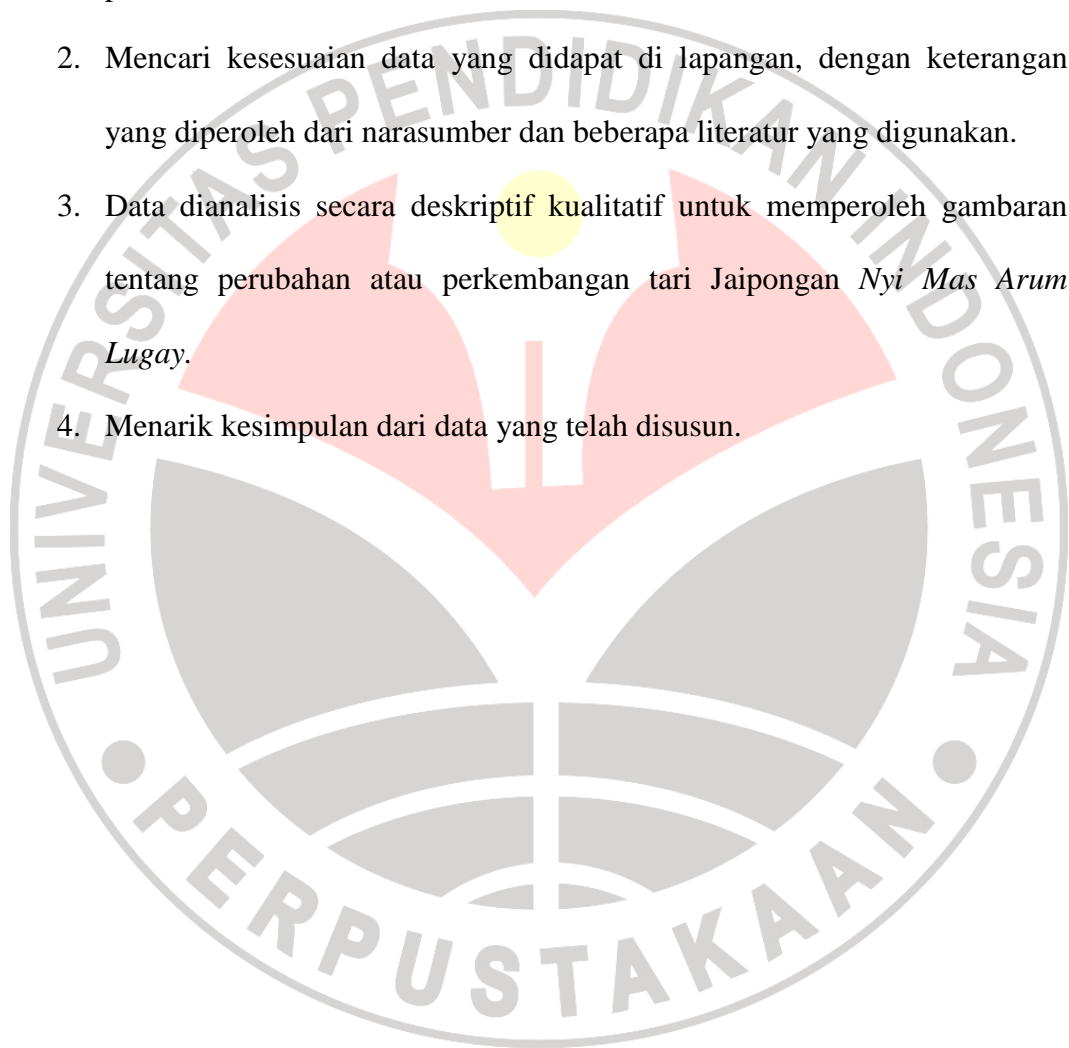 2. Mencari kesesuaian data yang didapat di lapangan, dengan keterangan
yang diperoleh dari narasumber dan beberapa literatur yang digunakan.
3. Data dianalisis secara deskriptif kualitatif untuk memperoleh gambaran
tentang perubahan atau perkembangan tari Jaipongan Nyi Mas Arum
Lugay.
4. Menarik kesimpulan dari data yang telah disusun.
UNIVERSITAS PENDIDIKAN INDONESIA
PERPUSTAKAAN